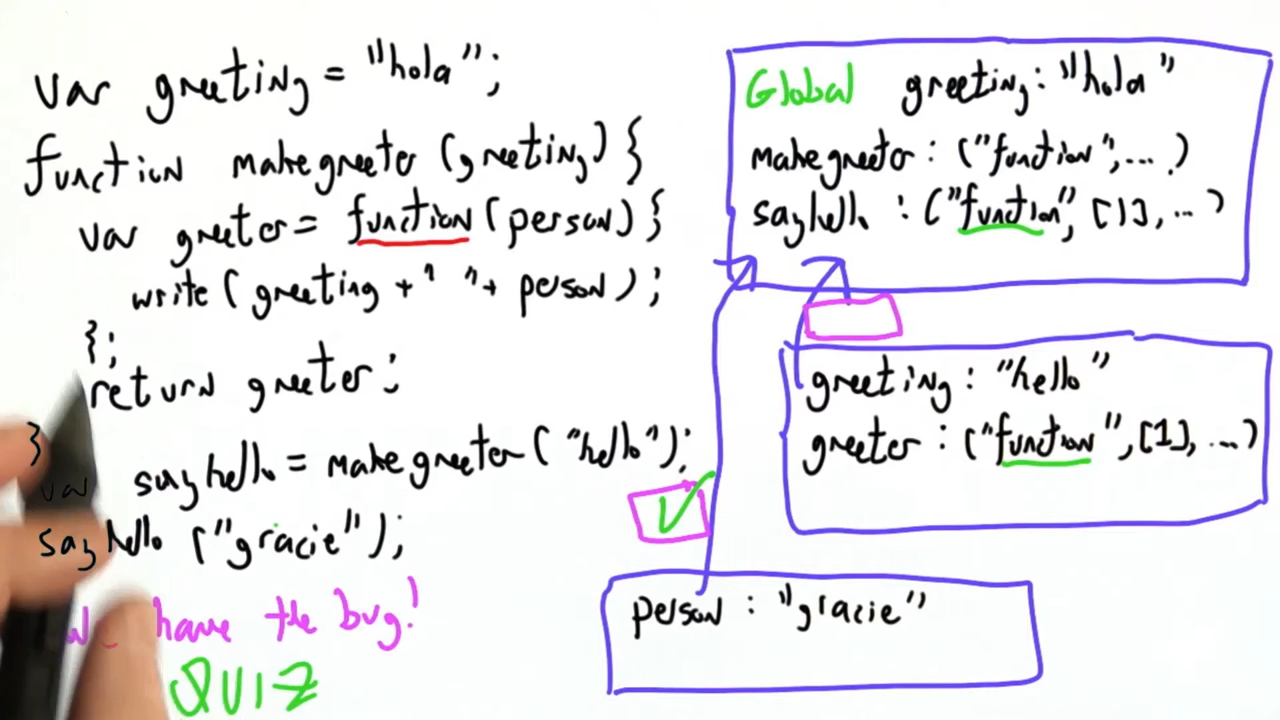 var greeting = "hola";
function makegreeter (greeting) {
var greeter = function (person) {
write (greeting + " " + person);
};
return greeter;
}
var sayhello = makegreeter ("hello");
sayhello ("gracie");
have the bug!
QUIZ
Global greeting: "hola"
makegreeter : ("function", ... )
sayhello : ("function", [1], ... )
greeting : "hello"
greeter : ("function", [1], ... )
person : "gracie"